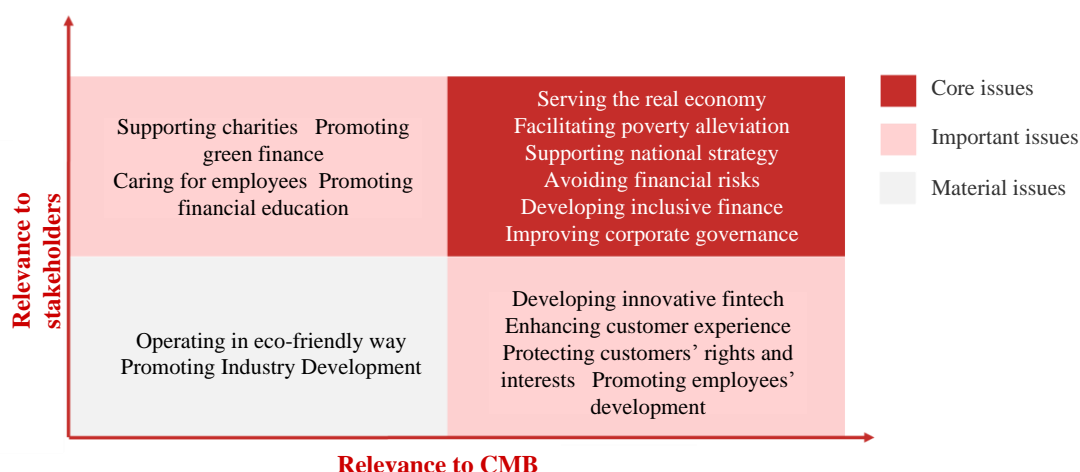 Serving the real economy
Facilitating poverty alleviation
Supporting national strategy
Avoiding financial risks
Developing inclusive finance
Improving corporate governance
Supporting charities Promoting
green finance
Caring for employees Promoting
financial education
Core issues
Important issues
Material issues
Relevance to
stakeholders
Operating in eco-friendly way
Promoting Industry Development
Developing innovative fintech
Enhancing customer experience
Protecting customers’ rights and
interests Promoting employees’
development
Relevance to CMB